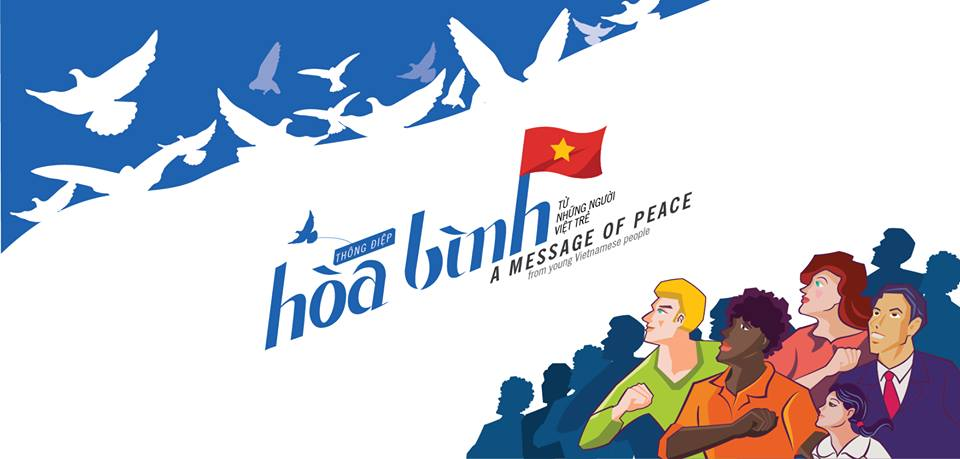 THÔNG ĐIỆP
hòa bình
TỪ
NHỮNG NGƯỜI
VIỆT TRẺ
A MESSAGE OF PEACE
from young Vietnamese people